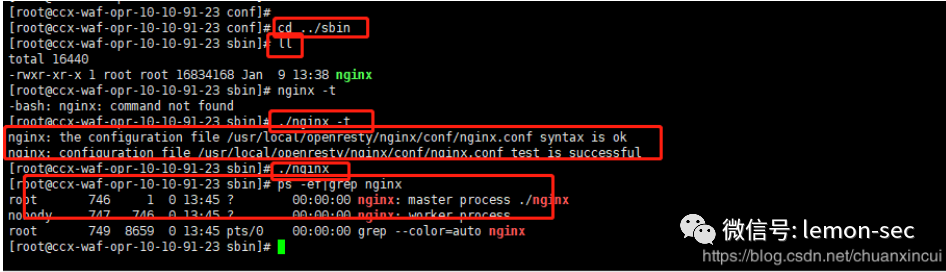 [root@ccx-waf-opr-10-10-91-23 conf]#
[root@ccx-waf-opr-10-10-91-23 conf]# cd ../sbin
[root@ccx-waf-opr-10-10-91-23 sbin]# ll
total 16440
-rwxr-xr-x 1 root root 16834168 Jan  9 13:38 nginx
[root@ccx-waf-opr-10-10-91-23 sbin]# nginx -t
-bash: nginx: command not found
[root@ccx-waf-opr-10-10-91-23 sbin]# ./nginx -t
nginx: the configuration file /usr/local/openresty/nginx/conf/nginx.conf syntax is ok
nginx: configuration file /usr/local/openresty/nginx/conf/nginx.conf test is successful
[root@ccx-waf-opr-10-10-91-23 sbin]# ./nginx
[root@ccx-waf-opr-10-10-91-23 sbin]# ps -ef|grep nginx
root       746     1  0 13:45 ?        00:00:00 nginx: master process ./nginx
nobody     747   746  0 13:45 ?        00:00:00 nginx: worker process
root       749  8659  0 13:45 pts/0    00:00:00 grep --color=auto nginx
[root@ccx-waf-opr-10-10-91-23 sbin]#
微信号: lemon-sec
https://blog.csdn.net/chuanxincui